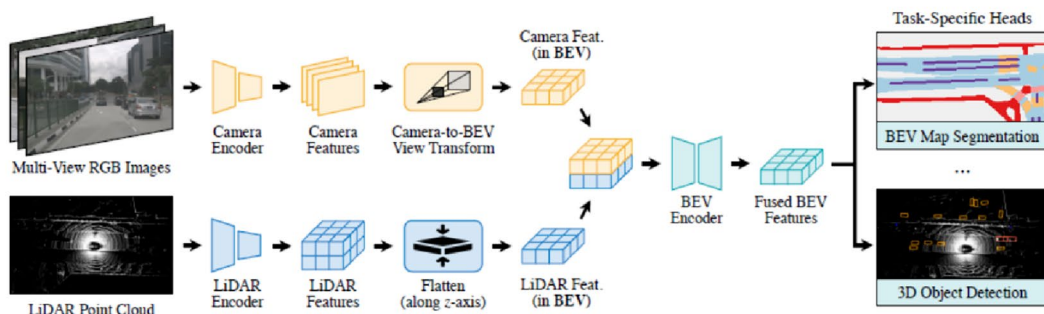 Task-Specific Heads
Camera Feat.
(in BEV)
Multi-View RGB Images
Camera
Encoder
Camera
Features
Camera-to-BEV
View Transform
BEV Map Segmentation
...
BEV
Encoder
Fused BEV
Features
LiDAR Point Cloud
LiDAR
Encoder
LiDAR
Features
Flatten
(along z-axis)
LiDAR Feat.
(in BEV)
3D Object Detection